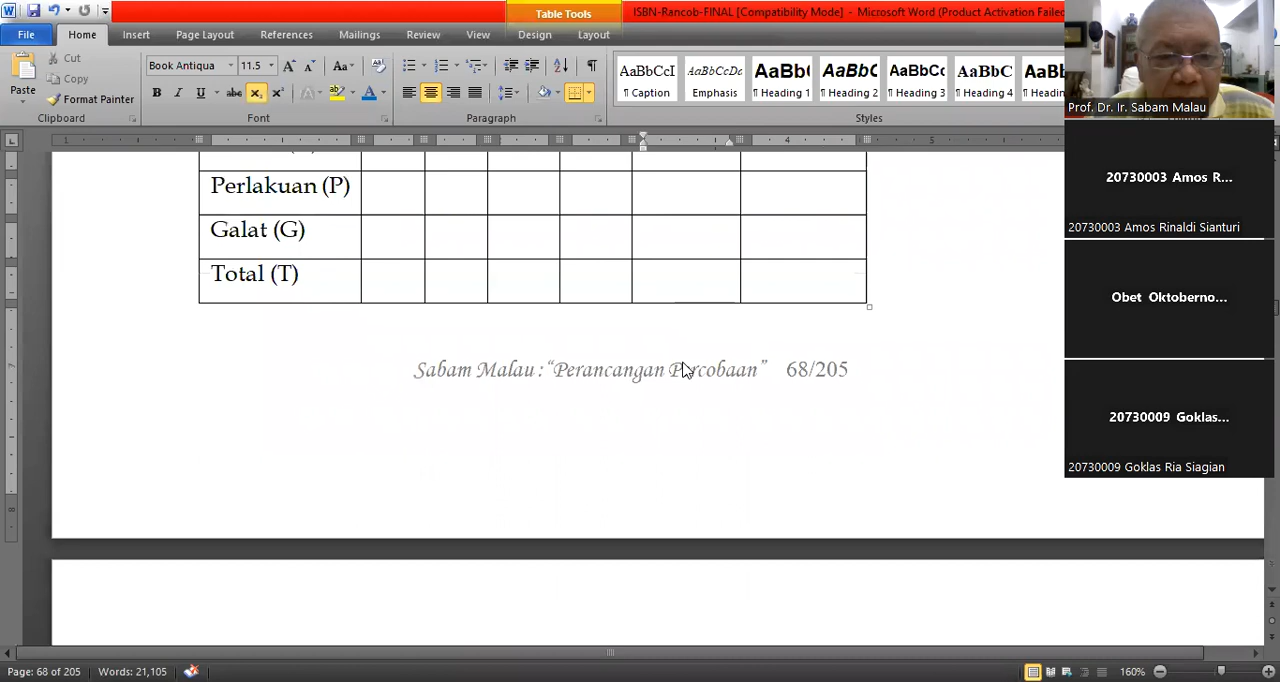 Table Tools
ISBN-Rancob-FINAL [Compatibility Mode] - Microsoft Word (Product Activation Failed
File Home Insert Page Layout References Mailings Review View Design Layout
Paste
Cut
Copy
Format Painter
Clipboard
Book Antiqua 11.5
Font
Paragraph
AaBbCcI AaBbCcDc AaBb( AaBbC AaBbCc AaBbC AaBb
¶ Caption Emphasis ¶ Heading 1 ¶ Heading 2 ¶ Heading 3 ¶ Heading 4 ¶ Heading
Styles
Perlakuan (P)
Galat (G)
Total (T)
Sabam Malau : “Perancangan Percobaan” 68/205
Prof. Dr. Ir. Sabam Malau
20730003 Amos R...
20730003 Amos Rinaldi Sianturi
Obet Oktoberno...
20730009 Goklas...
20730009 Goklas Ria Siagian
Page: 68 of 205 Words: 21,105 160%